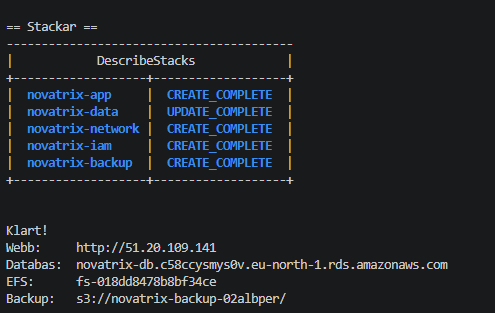 == Stackar ==
----------------------------------------
|            DescribeStacks            |
+-------------------+------------------+
|  novatrix-app     |  CREATE_COMPLETE  |
|  novatrix-data    |  UPDATE_COMPLETE  |
|  novatrix-network |  CREATE_COMPLETE  |
|  novatrix-iam     |  CREATE_COMPLETE  |
|  novatrix-backup  |  CREATE_COMPLETE  |
+-------------------+------------------+
Klart!
Webb:     http://51.20.109.141
Databas:  novatrix-db.c58ccysmys0v.eu-north-1.rds.amazonaws.com
EFS:      fs-018dd8478b8bf34ce
Backup:   s3://novatrix-backup-02albper/